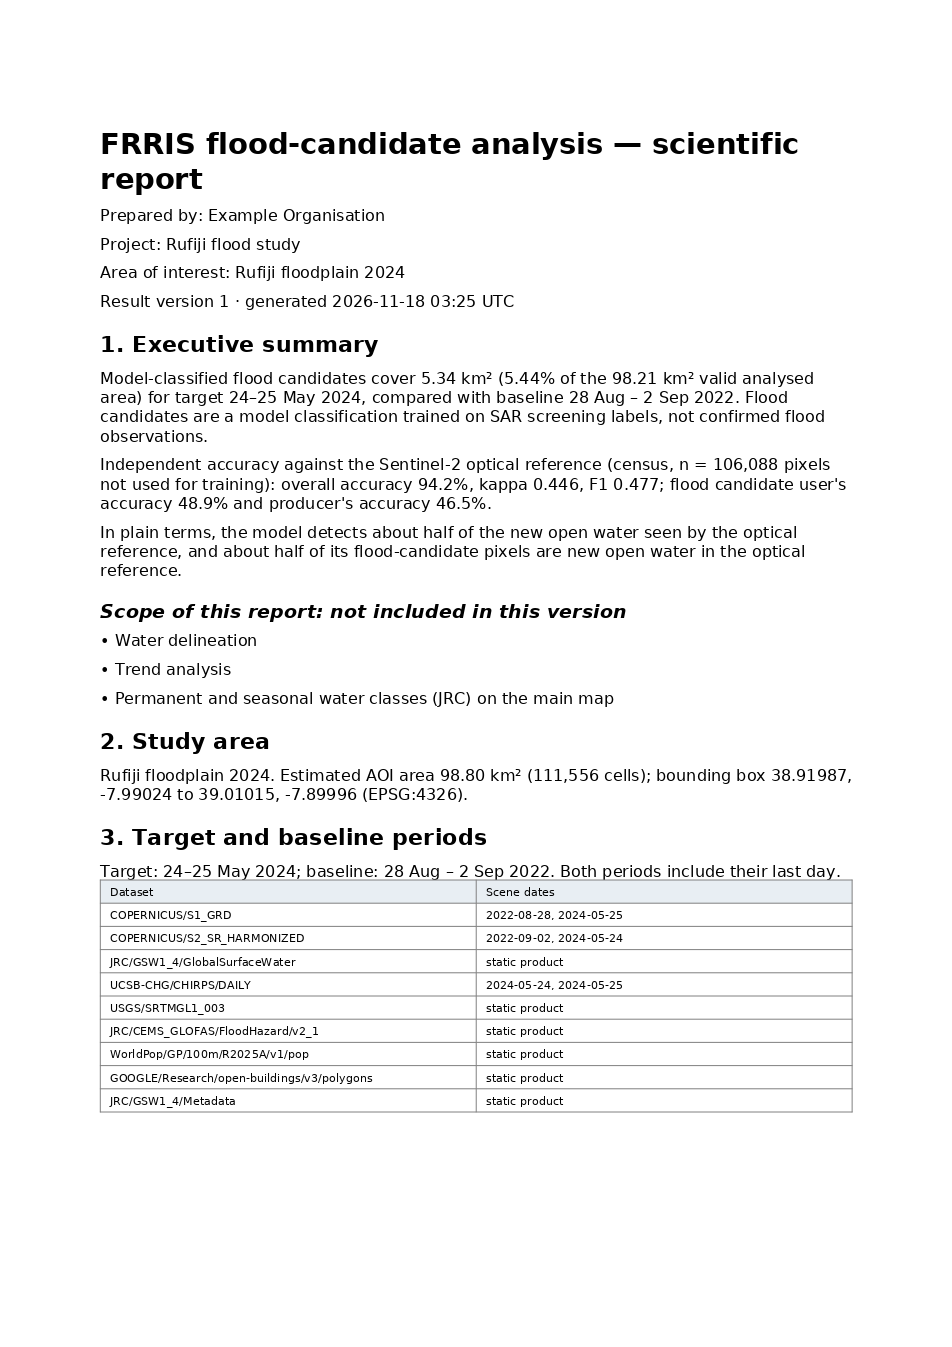 FRRIS flood-candidate analysis — scientific
report
Prepared by: Example Organisation
Project: Rufiji flood study
Area of interest: Rufiji floodplain 2024
Result version 1 · generated 2026-11-18 03:25 UTC
1. Executive summary
Model-classified flood candidates cover 5.34 km² (5.44% of the 98.21 km² valid analysed
area) for target 24–25 May 2024, compared with baseline 28 Aug – 2 Sep 2022. Flood
candidates are a model classification trained on SAR screening labels, not confirmed flood
observations.
Independent accuracy against the Sentinel-2 optical reference (census, n = 106,088 pixels
not used for training): overall accuracy 94.2%, kappa 0.446, F1 0.477; flood candidate user's
accuracy 48.9% and producer's accuracy 46.5%.
In plain terms, the model detects about half of the new open water seen by the optical
reference, and about half of its flood-candidate pixels are new open water in the optical
reference.
Scope of this report: not included in this version
• Water delineation
• Trend analysis
• Permanent and seasonal water classes (JRC) on the main map
2. Study area
Rufiji floodplain 2024. Estimated AOI area 98.80 km² (111,556 cells); bounding box 38.91987,
-7.99024 to 39.01015, -7.89996 (EPSG:4326).
3. Target and baseline periods
Target: 24–25 May 2024; baseline: 28 Aug – 2 Sep 2022. Both periods include their last day.
Dataset Scene dates
COPERNICUS/S1_GRD 2022-08-28, 2024-05-25
COPERNICUS/S2_SR_HARMONIZED 2022-09-02, 2024-05-24
JRC/GSW1_4/GlobalSurfaceWater static product
UCSB-CHG/CHIRPS/DAILY 2024-05-24, 2024-05-25
USGS/SRTMGL1_003 static product
JRC/CEMS_GLOFAS/FloodHazard/v2_1 static product
WorldPop/GP/100m/R2025A/v1/pop static product
GOOGLE/Research/open-buildings/v3/polygons static product
JRC/GSW1_4/Metadata static product